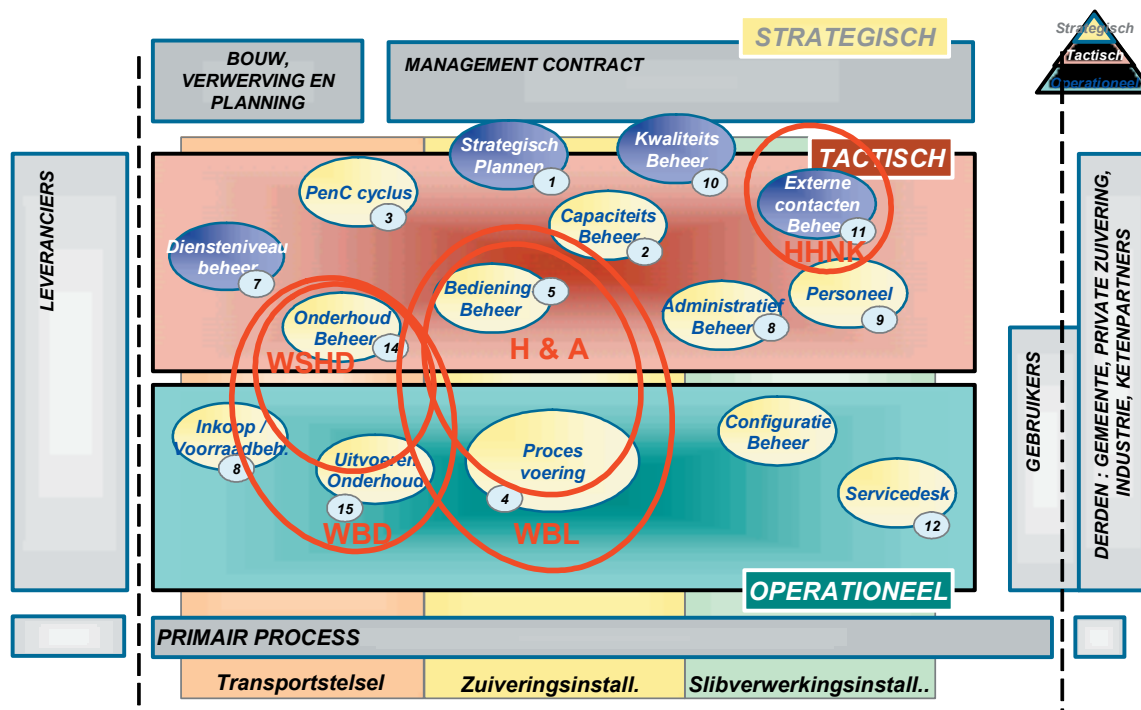 STRATEGISCH
BOUW,
VERWERVING EN
PLANNING
MANAGEMENT CONTRACT
Strategisch
Tactisch
Operationeel
LEVERANCIERS
TACTISCH
Strategisch
Plannen
1
Kwaliteits
Beheer
10
PenC cyclus
3
Capaciteits
Beheer
2
Externe
contacten
Beheer
11
HHNK
Diensteniveau
beheer
7
Bediening
Beheer
5
Onderhoud
Beheer
14
Administratief
Beheer
8
Personeel
9
WSHD
H & A
Inkoop /
Voorraadbeh.
8
Uitvoeren
Onderhoud
15
Proces
voering
4
Configuratie
Beheer
Servicedesk
12
WBD
WBL
OPERATIONEEL
GEBRUIKERS
DERDEN : GEMEENTE, PRIVATE ZUIVERING,
INDUSTRIE, KETENPARTNERS
PRIMAIR PROCESS
Transportstelsel
Zuiveringsinstall.
Slibverwerkingsinstall..